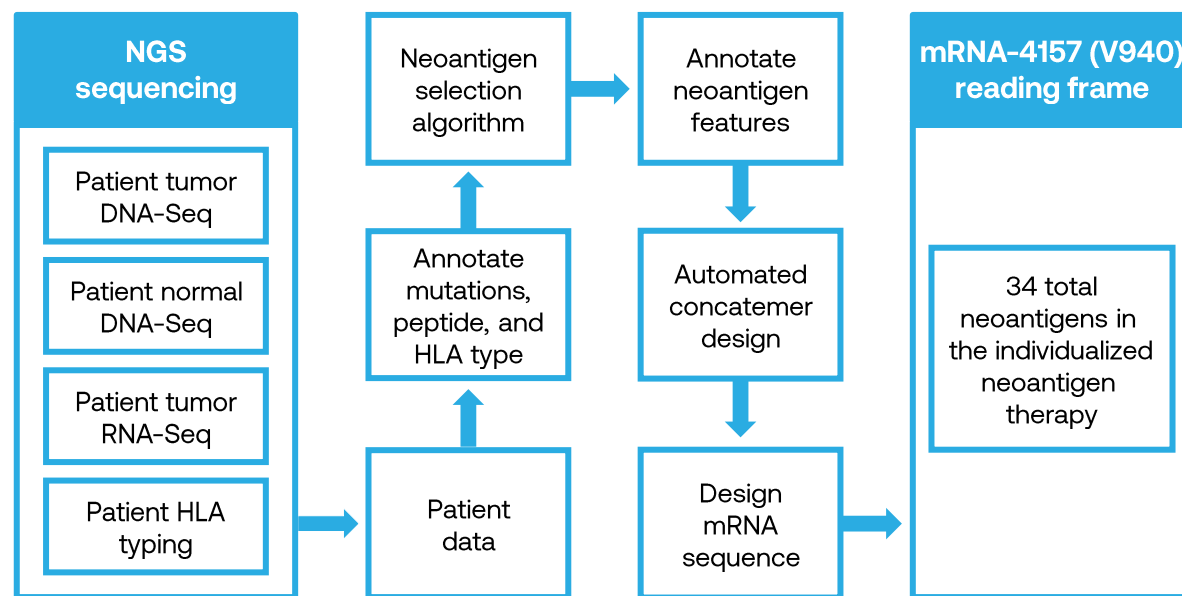 NGS
sequencing
Patient tumor
DNA-Seq
Patient normal
DNA-Seq
Patient tumor
RNA-Seq
Patient HLA
typing
Patient
data
Annotate
mutations,
peptide, and
HLA type
Neoantigen
selection
algorithm
Annotate
neoantigen
features
Automated
concatemer
design
Design
mRNA
sequence
mRNA-4157 (V940)
reading frame
34 total
neoantigens in
the individualized
neoantigen
therapy